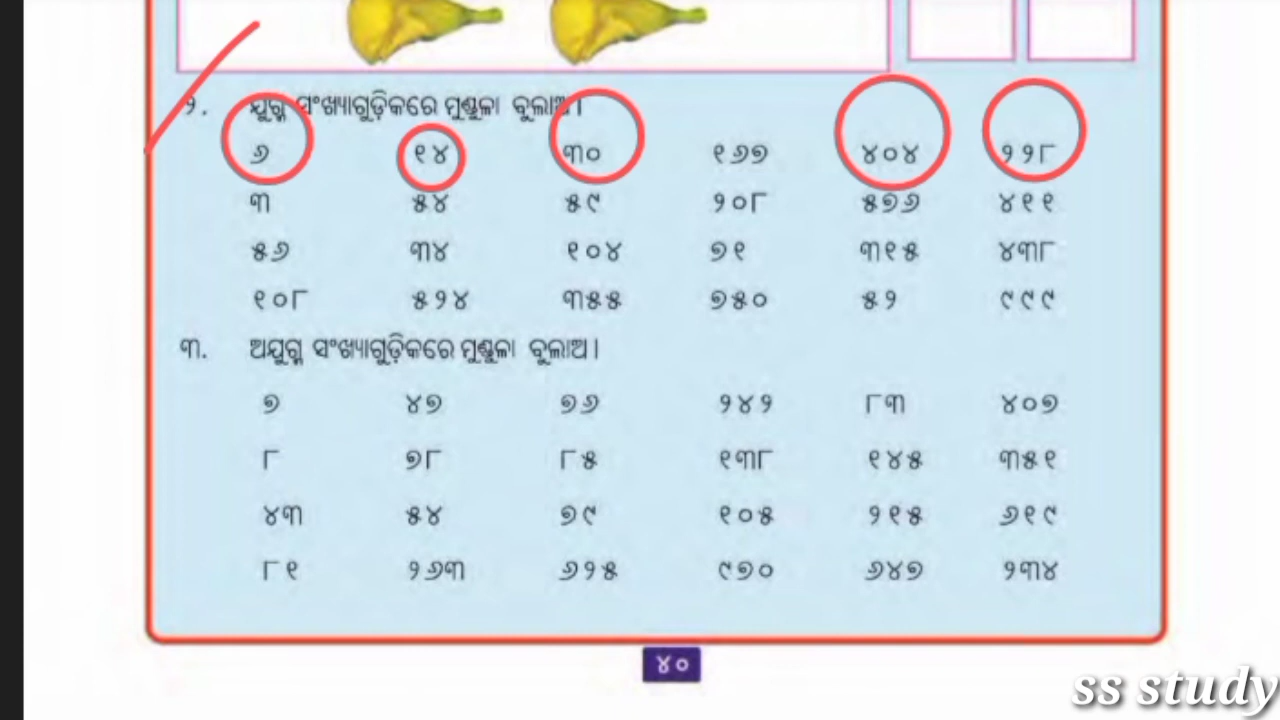 ୨. ଯୁଗ୍ମ ସଂଖ୍ୟାଗୁଡ଼ିକରେ ମୁଣ୍ଡୁଳା ବୁଲାଅ।
୬ ୧୪ ୩୦ ୧୬୭ ୪୦୪ ୨୨୮
୩ ୫୪ ୫୯ ୨୦୮ ୫୭୬ ୪୧୧
୫୬ ୩୪ ୧୦୪ ୭୧ ୩୧୫ ୪୩୮
୧୦୮ ୫୨୪ ୩୫୫ ୭୫୦ ୫୨ ୯୯୯
୩. ଅଯୁଗ୍ମ ସଂଖ୍ୟାଗୁଡ଼ିକରେ ମୁଣ୍ଡୁଳା ବୁଲାଅ।
୭ ୪୭ ୭୬ ୨୪୨ ୮୩ ୪୦୭
୮ ୭୮ ୮୫ ୧୩୮ ୧୪୫ ୩୫୧
୪୩ ୫୪ ୭୯ ୧୦୫ ୨୧୫ ୬୧୯
୮୧ ୨୬୩ ୬୨୫ ୯୭୦ ୬୪୭ ୨୩୪
୪୦
ss study